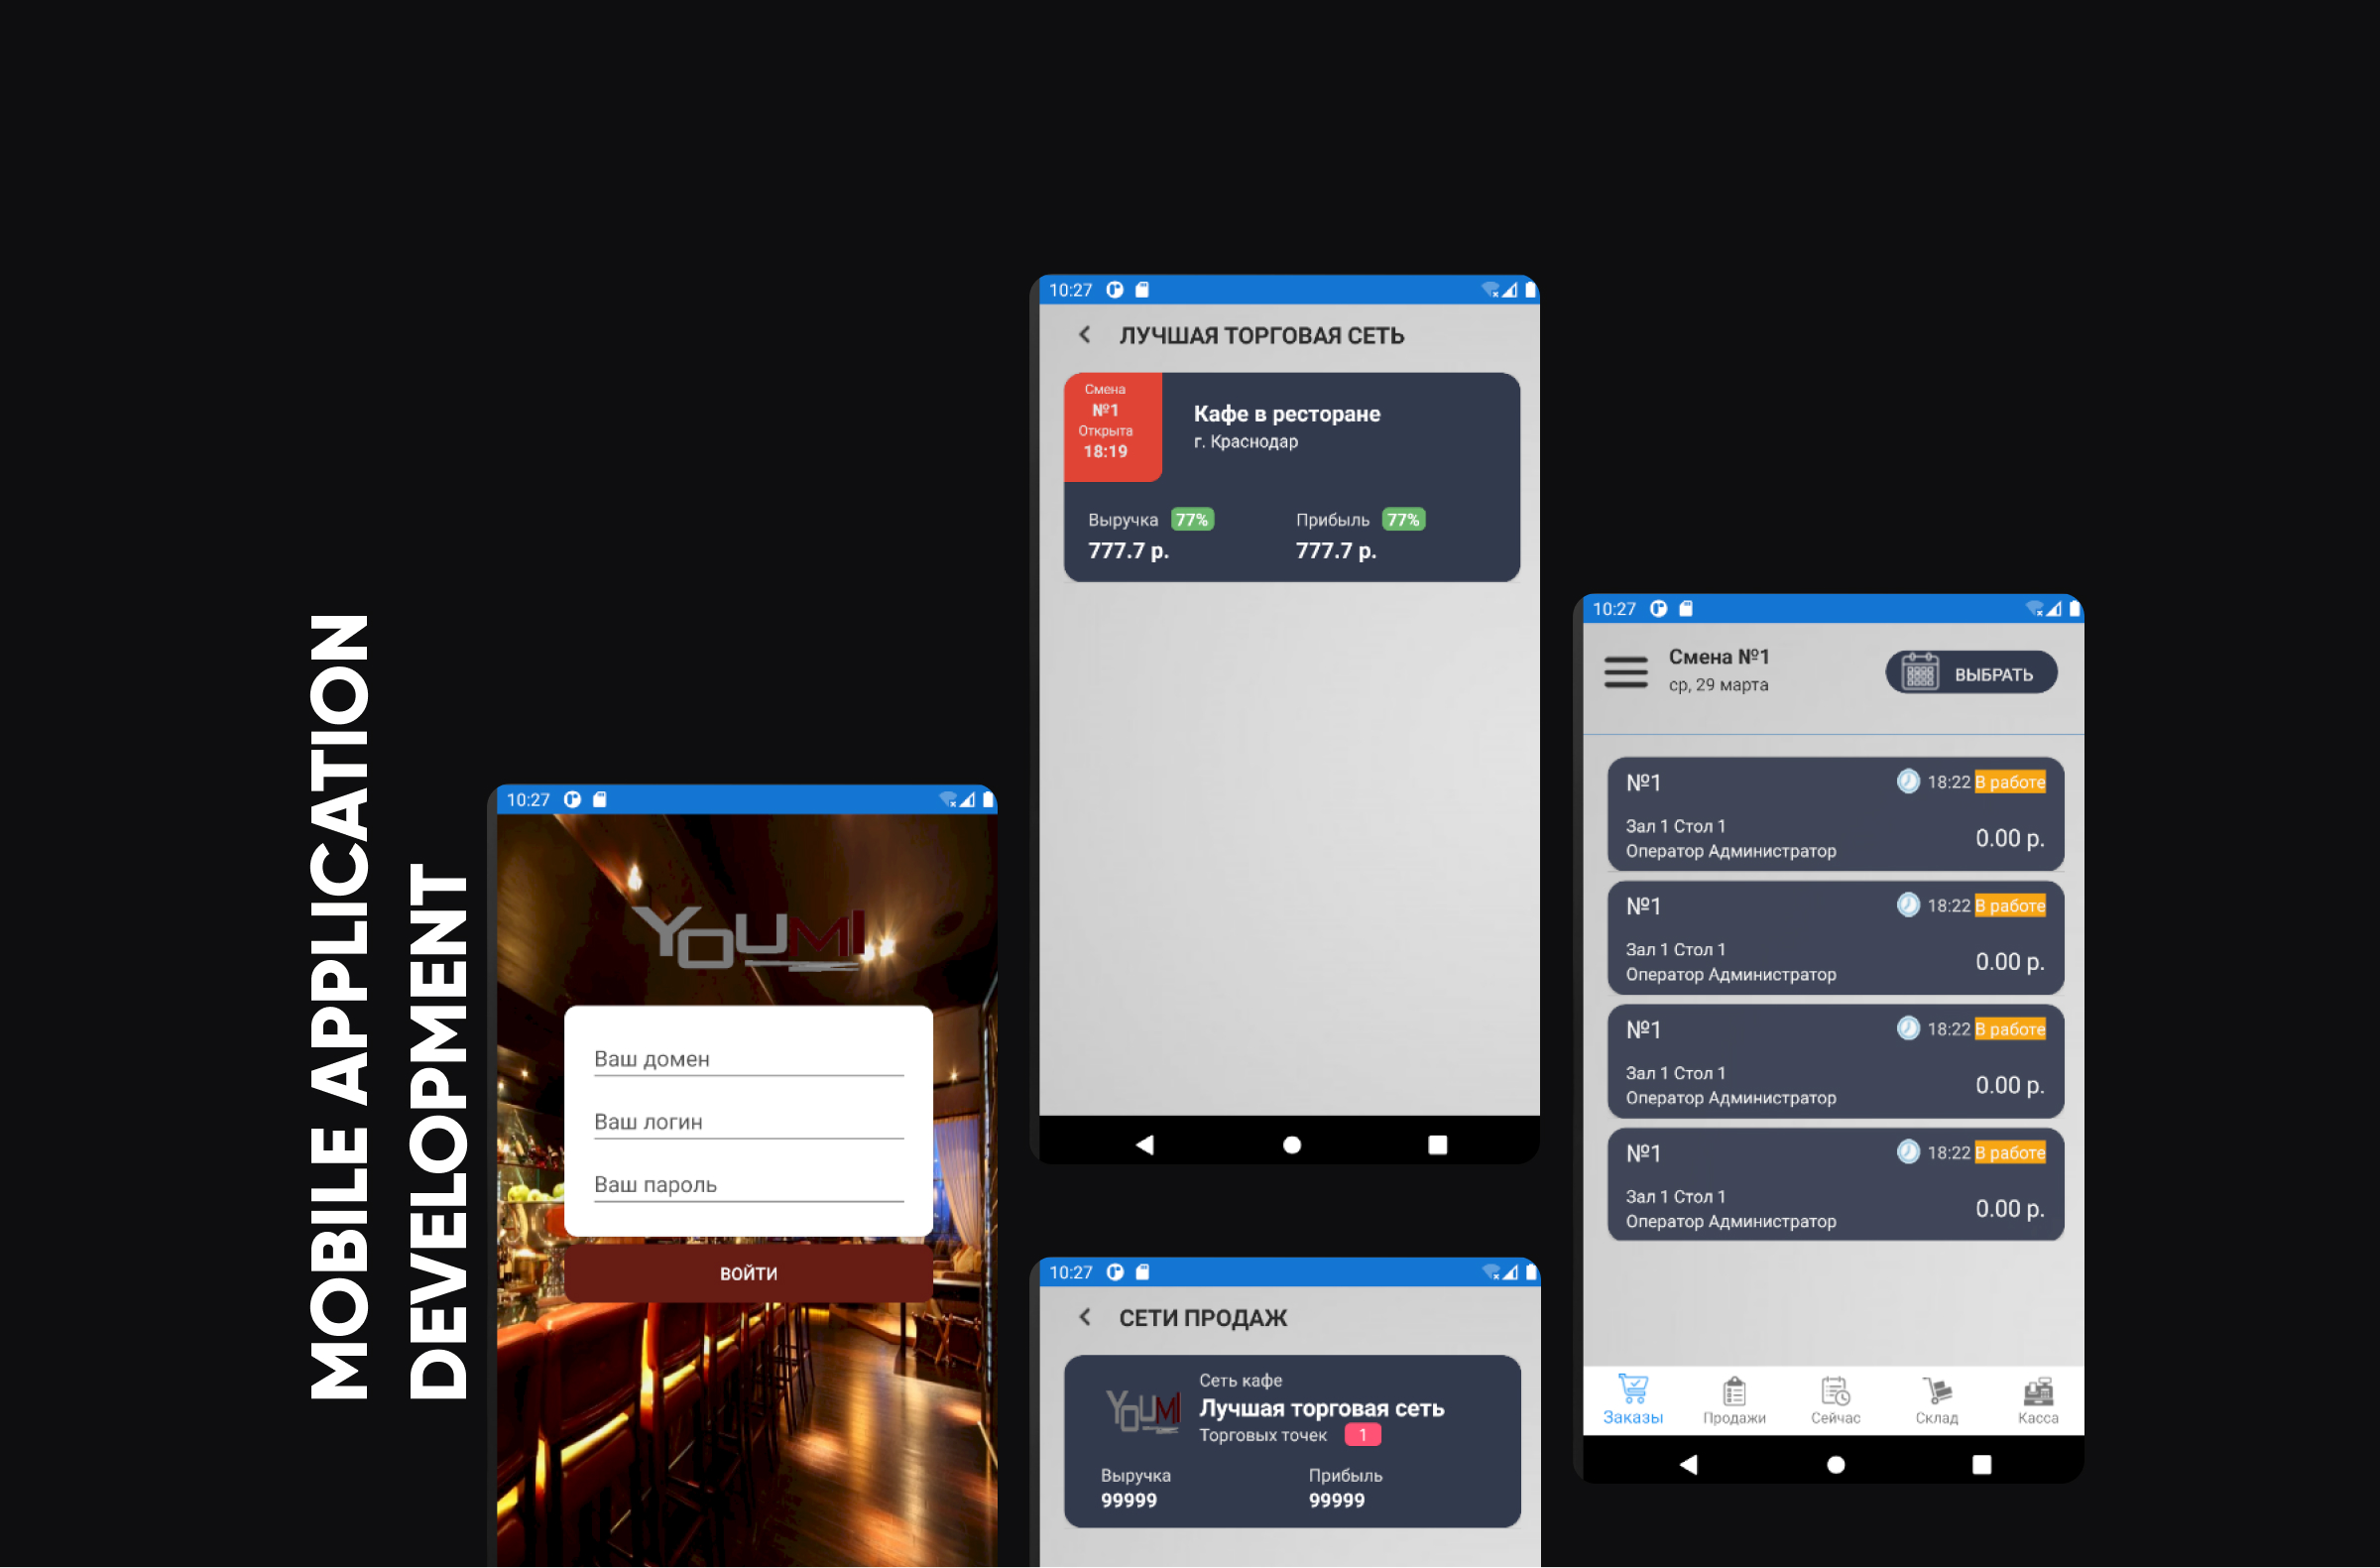 MOBILE APPLICATION
DEVELOPMENT
10:27
YOUMI
Ваш домен
Ваш логин
Ваш пароль
ВОЙТИ
10:27
ЛУЧШАЯ ТОРГОВАЯ СЕТЬ
Смена
№1
Открыта
18:19
Кафе в ресторане
г. Краснодар
Выручка 77%
777.7 р.
Прибыль 77%
777.7 р.
10:27
СЕТИ ПРОДАЖ
YOUMI
Сеть кафе
Лучшая торговая сеть
Торговых точек 1
Выручка
99999
Прибыль
99999
10:27
Смена №1
ср, 29 марта
ВЫБРАТЬ
№1
18:22 В работе
Зал 1 Стол 1
Оператор Администратор
0.00 р.
№1
18:22 В работе
Зал 1 Стол 1
Оператор Администратор
0.00 р.
№1
18:22 В работе
Зал 1 Стол 1
Оператор Администратор
0.00 р.
№1
18:22 В работе
Зал 1 Стол 1
Оператор Администратор
0.00 р.
Заказы
Продажи
Сейчас
Склад
Касса